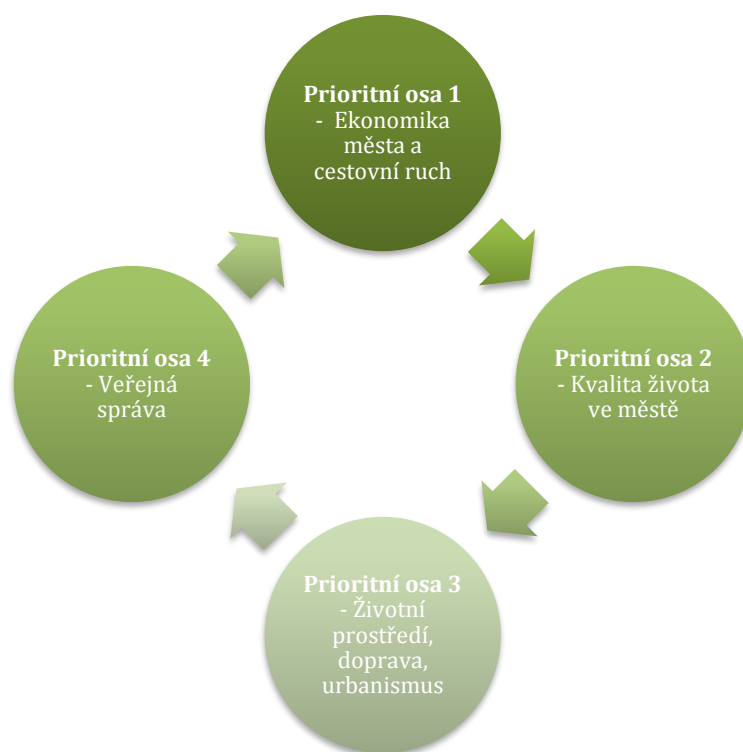 Prioritní osa 1
- Ekonomika
města a
cestovní ruch
Prioritní osa 2
- Kvalita života
ve městě
Prioritní osa 3
- Životní
prostředí,
doprava,
urbanismus
Prioritní osa 4
- Veřejná
správa